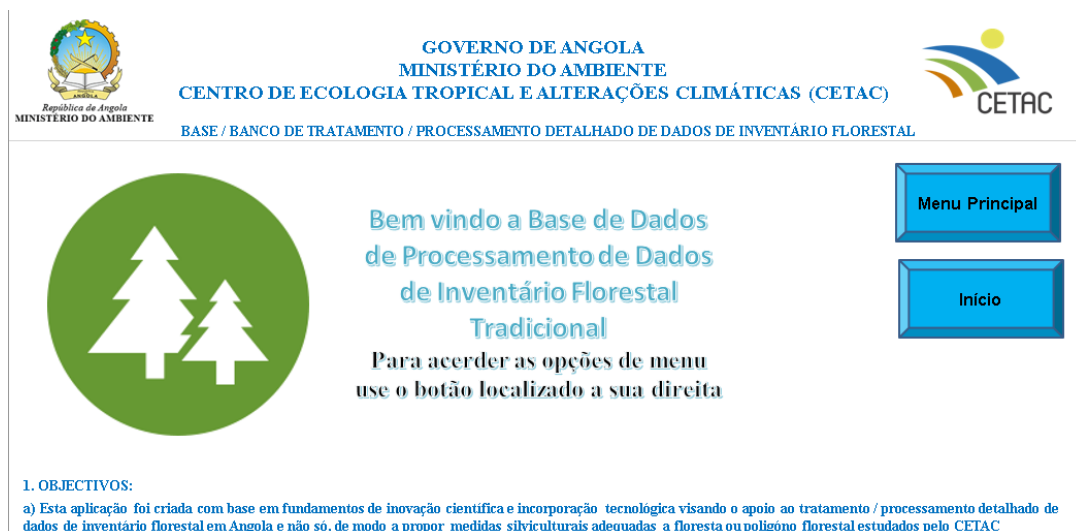 GOVERNO DE ANGOLA
MINISTÉRIO DO AMBIENTE
CENTRO DE ECOLOGIA TROPICAL E ALTERAÇÕES CLIMÁTICAS (CETAC)
BASE / BANCO DE TRATAMENTO / PROCESSAMENTO DETALHADO DE DADOS DE INVENTÁRIO FLORESTAL
ANGOLA
República de Angola
MINISTÉRIO DO AMBIENTE
CETAC
Bem vindo a Base de Dados
de Processamento de Dados
de Inventário Florestal
Tradicional
Para acerder as opções de menu
use o botão localizado a sua direita
Menu Principal
Início
1. OBJECTIVOS:
a) Esta aplicação foi criada com base em fundamentos de inovação científica e incorporação tecnológica visando o apoio ao tratamento / processamento detalhado de
dados de inventário florestal em Angola e não só, de modo a propor medidas silviculturais adequadas a floresta ou poligóno florestal estudados pelo CETAC